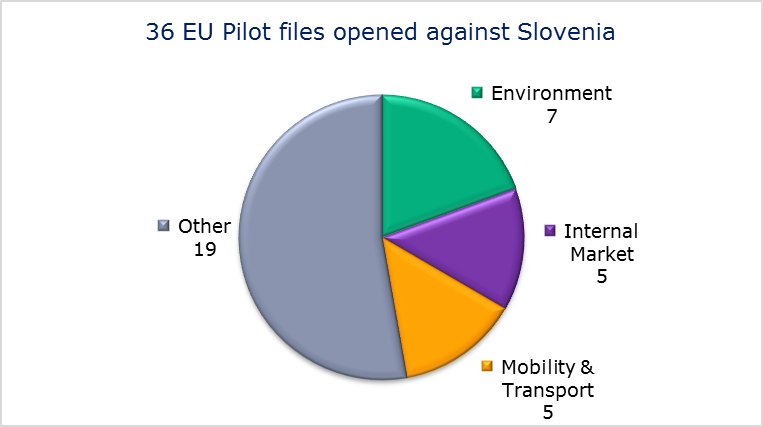 36 EU Pilot files opened against Slovenia
Environment
7
Internal
Market
5
Mobility &
Transport
5
Other
19